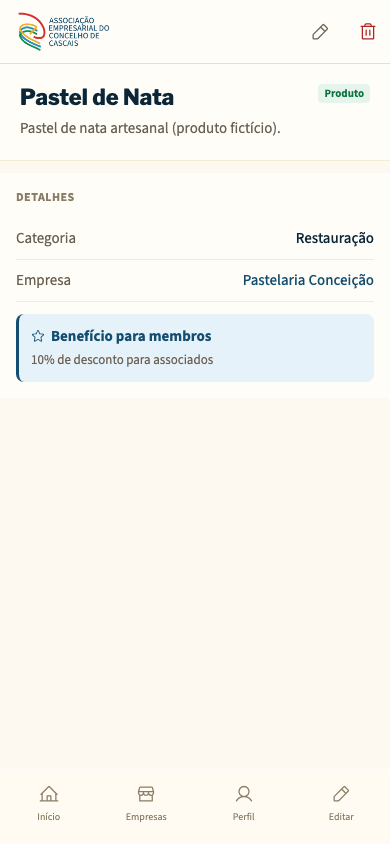 ASSOCIAÇÃO
EMPRESARIAL DO
CONCELHO DE
CASCAIS
Pastel de Nata
Produto
Pastel de nata artesanal (produto fictício).
DETALHES
Categoria
Restauração
Empresa
Pastelaria Conceição
Benefício para membros
10% de desconto para associados
Início
Empresas
Perfil
Editar